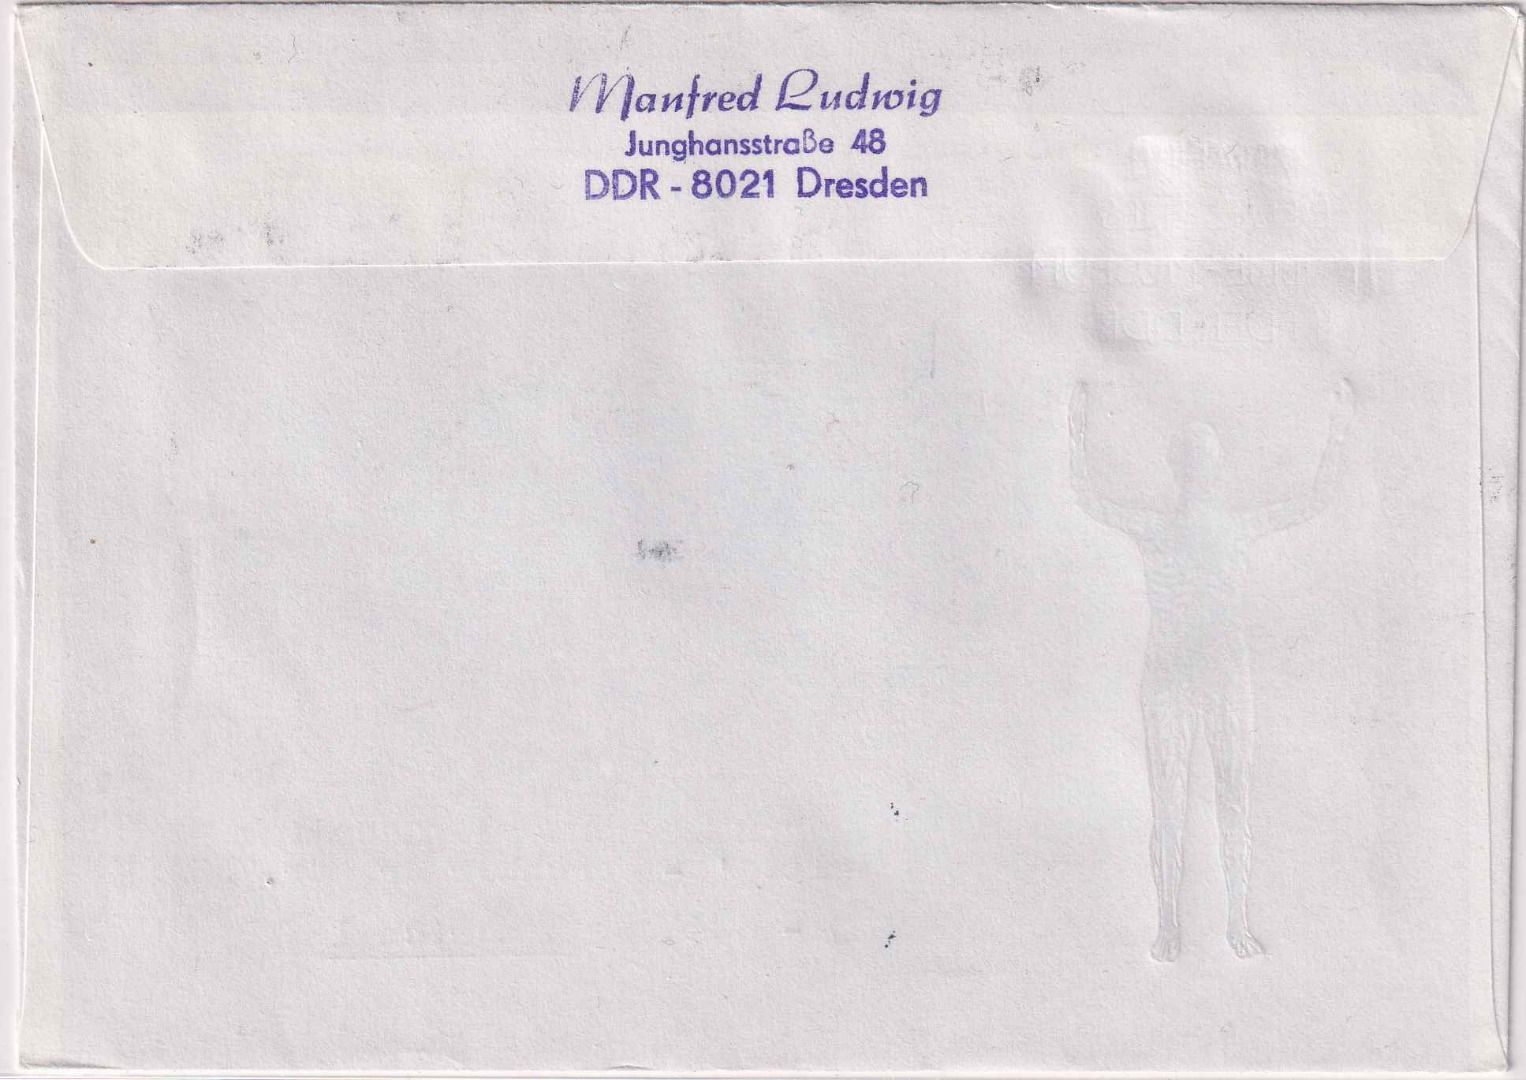 Manfred Ludwig
Junghansstraße 48
DDR - 8021 Dresden